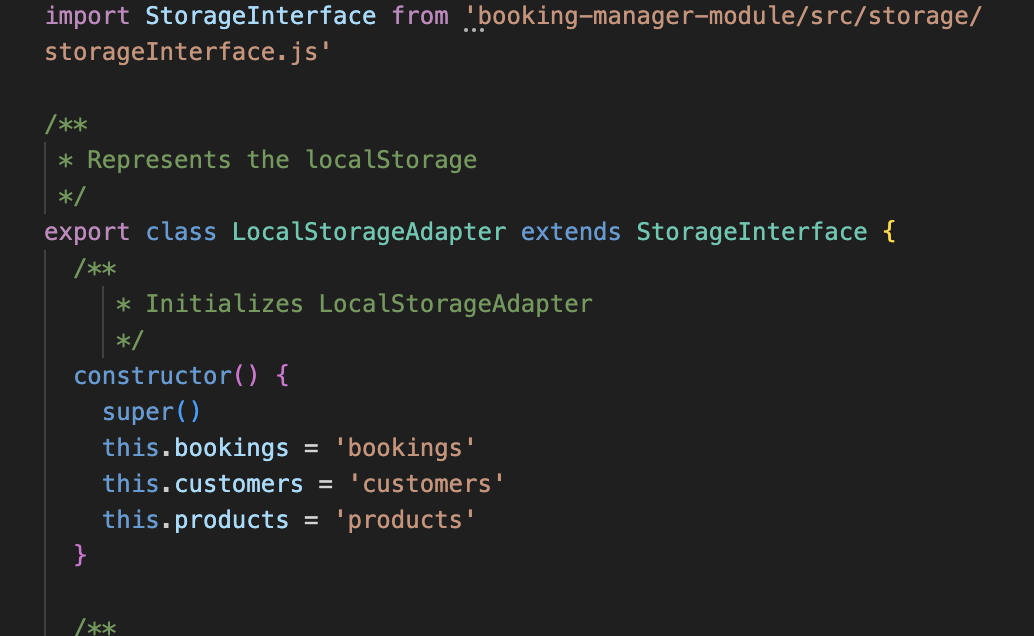 import StorageInterface from 'booking-manager-module/src/storage/
storageInterface.js'
/**
* Represents the localStorage
*/
export class LocalStorageAdapter extends StorageInterface {
/**
* Initializes LocalStorageAdapter
*/
constructor() {
super()
this.bookings = 'bookings'
this.customers = 'customers'
this.products = 'products'
}
/**